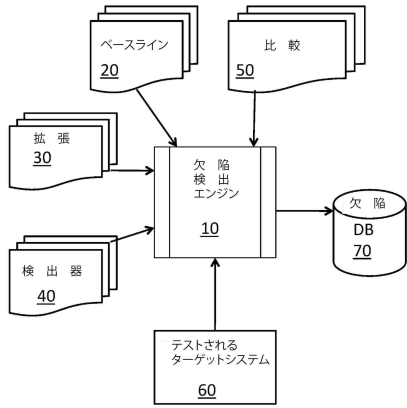 ベースライン
20
比較
50
拡張
30
欠陥
検出
エンジン
10
欠陥
DB
70
検出器
40
テストされる
ターゲットシステム
60